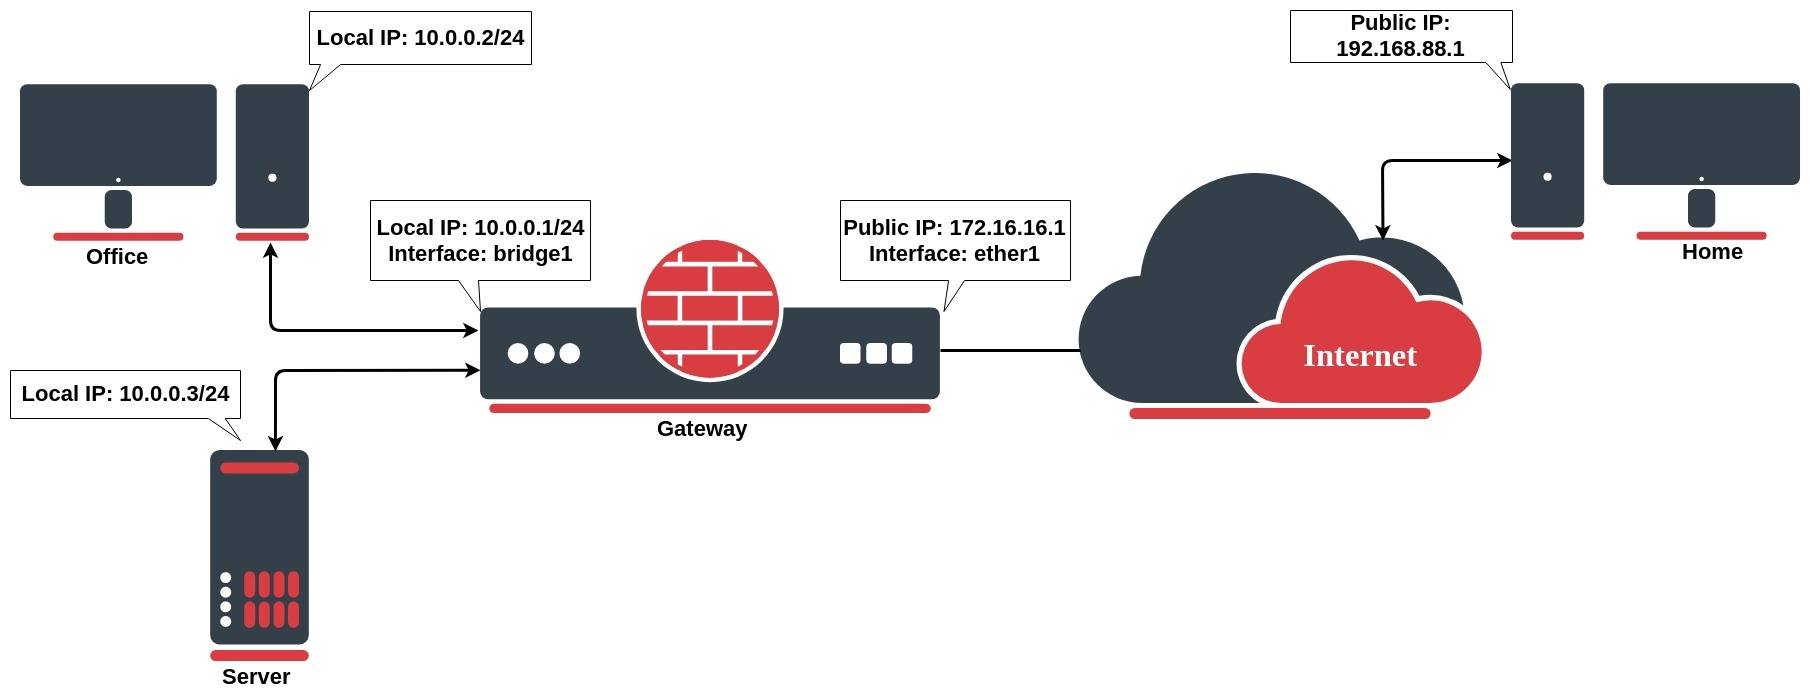 Local IP: 10.0.0.2/24
Public IP:
192.168.88.1
Office
Home
Local IP: 10.0.0.1/24
Interface: bridge1
Public IP: 172.16.16.1
Interface: ether1
Internet
Gateway
Local IP: 10.0.0.3/24
Server